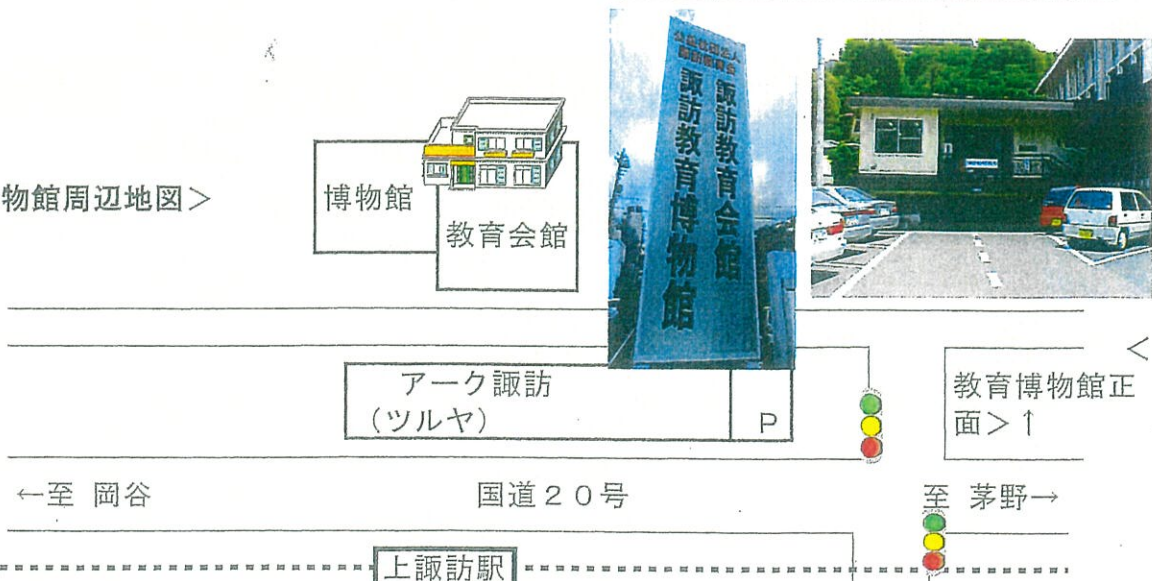 物館周辺地図＞
博物館
教育会館
諏訪教育会館
諏訪教育博物館
アーク諏訪
（ツルヤ）
P
＜
教育博物館正
面＞↑
←至 岡谷
国道２０号
至 茅野→
上諏訪駅